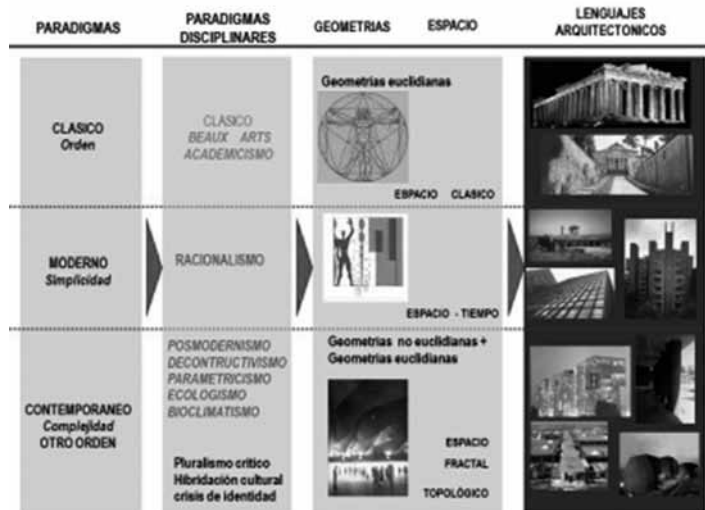 PARADIGMAS
PARADIGMAS
DISCIPLINARES
GEOMETRIAS
ESPACIO
LENGUAJES
ARQUITECTONICOS
CLASICO
Orden
CLASICO
BEAUX ARTS
ACADEMICISMO
Geometrias euclidianas
ESPACIO CLASICO
MODERNO
Simplicidad
RACIONALISMO
ESPACIO - TIEMPO
CONTEMPORANEO
Complejidad
OTRO ORDEN
POSMODERNISMO
DECONTRUCTIVISMO
PARAMETRICISMO
ECOLOGISMO
BIOCLIMATISMO
Pluralismo critico
Hibridación cultural
crisis de identidad
Geometrias no euclidianas +
Geometrias euclidianas
ESPACIO
FRACTAL
TOPOLÓGICO